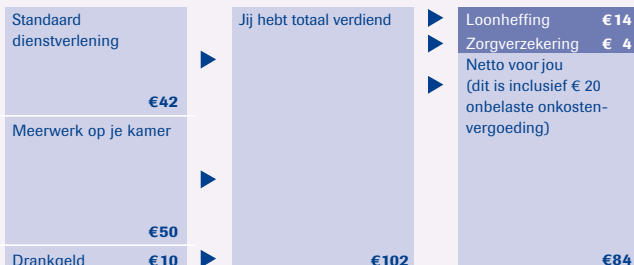 Standaard
dienstverlening
€42
Meerwerk op je kamer
€50
Drankgeld €10
Jij hebt totaal verdiend
€102
Loonheffing €14
Zorgverzekering € 4
Netto voor jou
(dit is inclusief € 20
onbelaste onkosten-
vergoeding)
€84